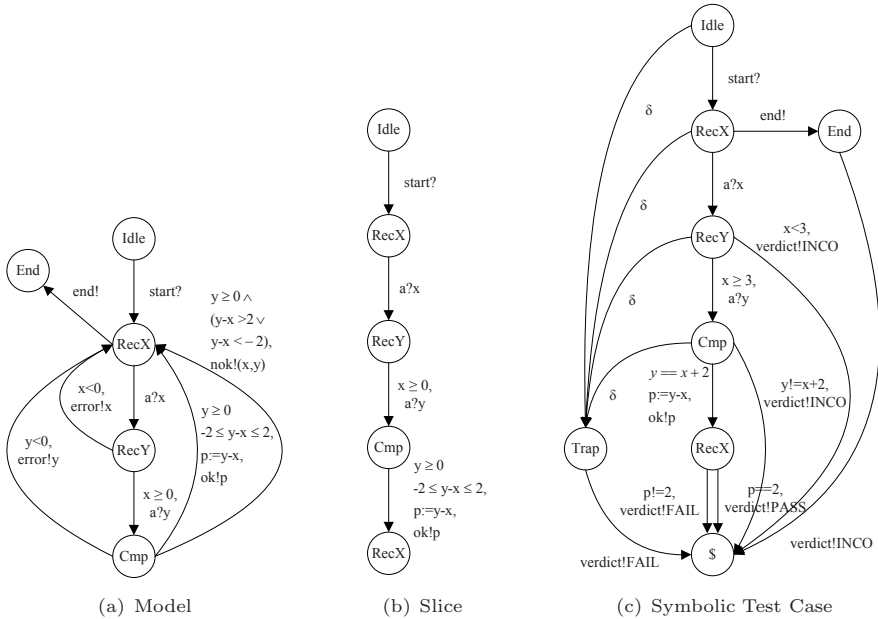 Idle
End
end!
start?
RecX
y ≥ 0 ∧
(y-x >2 ∨
y-x < − 2),
nok!(x,y)
x<0,
error!x
a?x
y<0,
error!y
RecY
y ≥ 0
-2 ≤ y-x ≤ 2,
p:=y-x,
ok!p
x ≥ 0,
a?y
Cmp
(a) Model
Idle
start?
RecX
a?x
RecY
x ≥ 0,
a?y
Cmp
y ≥ 0
-2 ≤ y-x ≤ 2,
p:=y-x,
ok!p
RecX
(b) Slice
Idle
start?
δ
RecX
end!
End
a?x
δ
RecY
x<3,
verdict!INCO
δ
x ≥ 3,
a?y
Cmp
δ
y == x + 2
p:=y-x,
ok!p
y!=x+2,
verdict!INCO
Trap
RecX
p!=2,
verdict!FAIL
p==2,
verdict!PASS
verdict!FAIL
$
verdict!INCO
(c) Symbolic Test Case